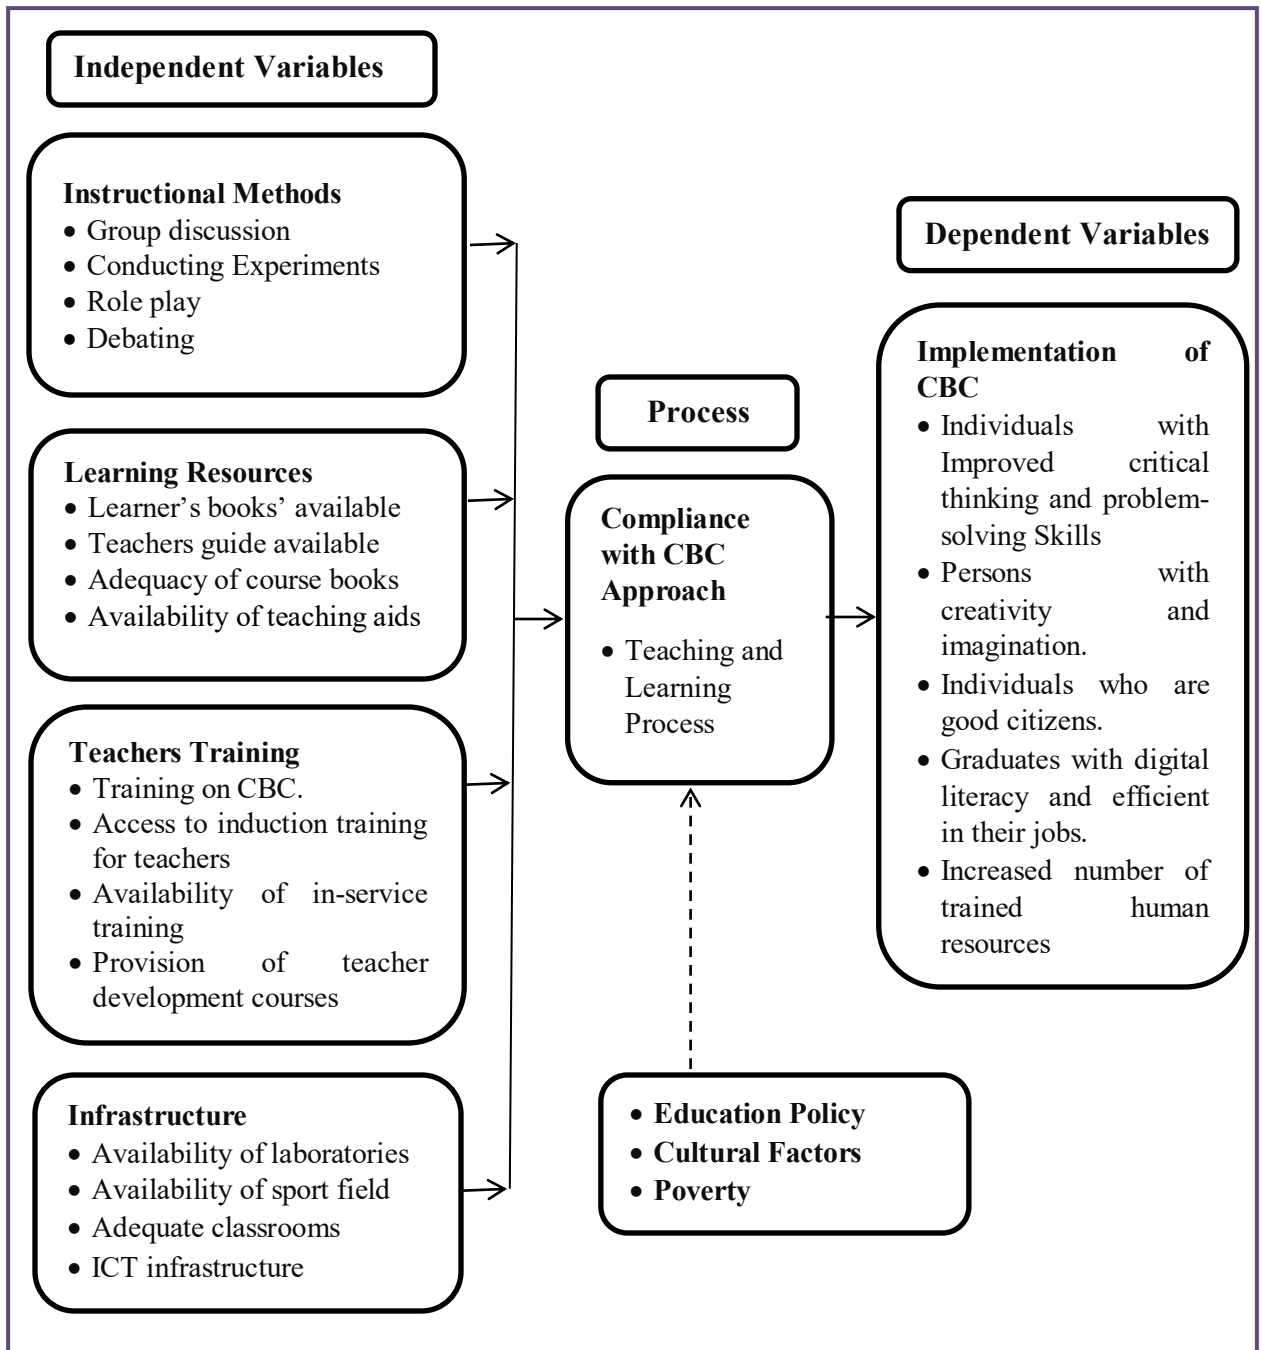 Independent Variables
Instructional Methods
• Group discussion
• Conducting Experiments
• Role play
• Debating
Learning Resources
• Learner’s books’ available
• Teachers guide available
• Adequacy of course books
• Availability of teaching aids
Teachers Training
• Training on CBC.
• Access to induction training
for teachers
• Availability of in-service
training
• Provision of teacher
development courses
Infrastructure
• Availability of laboratories
• Availability of sport field
• Adequate classrooms
• ICT infrastructure
Process
Compliance
with CBC
Approach
• Teaching and
Learning
Process
• Education Policy
• Cultural Factors
• Poverty
Dependent Variables
Implementation of
CBC
• Individuals with
Improved critical
thinking and problem-
solving Skills
• Persons with
creativity and
imagination.
• Individuals who are
good citizens.
• Graduates with digital
literacy and efficient
in their jobs.
• Increased number of
trained human
resources